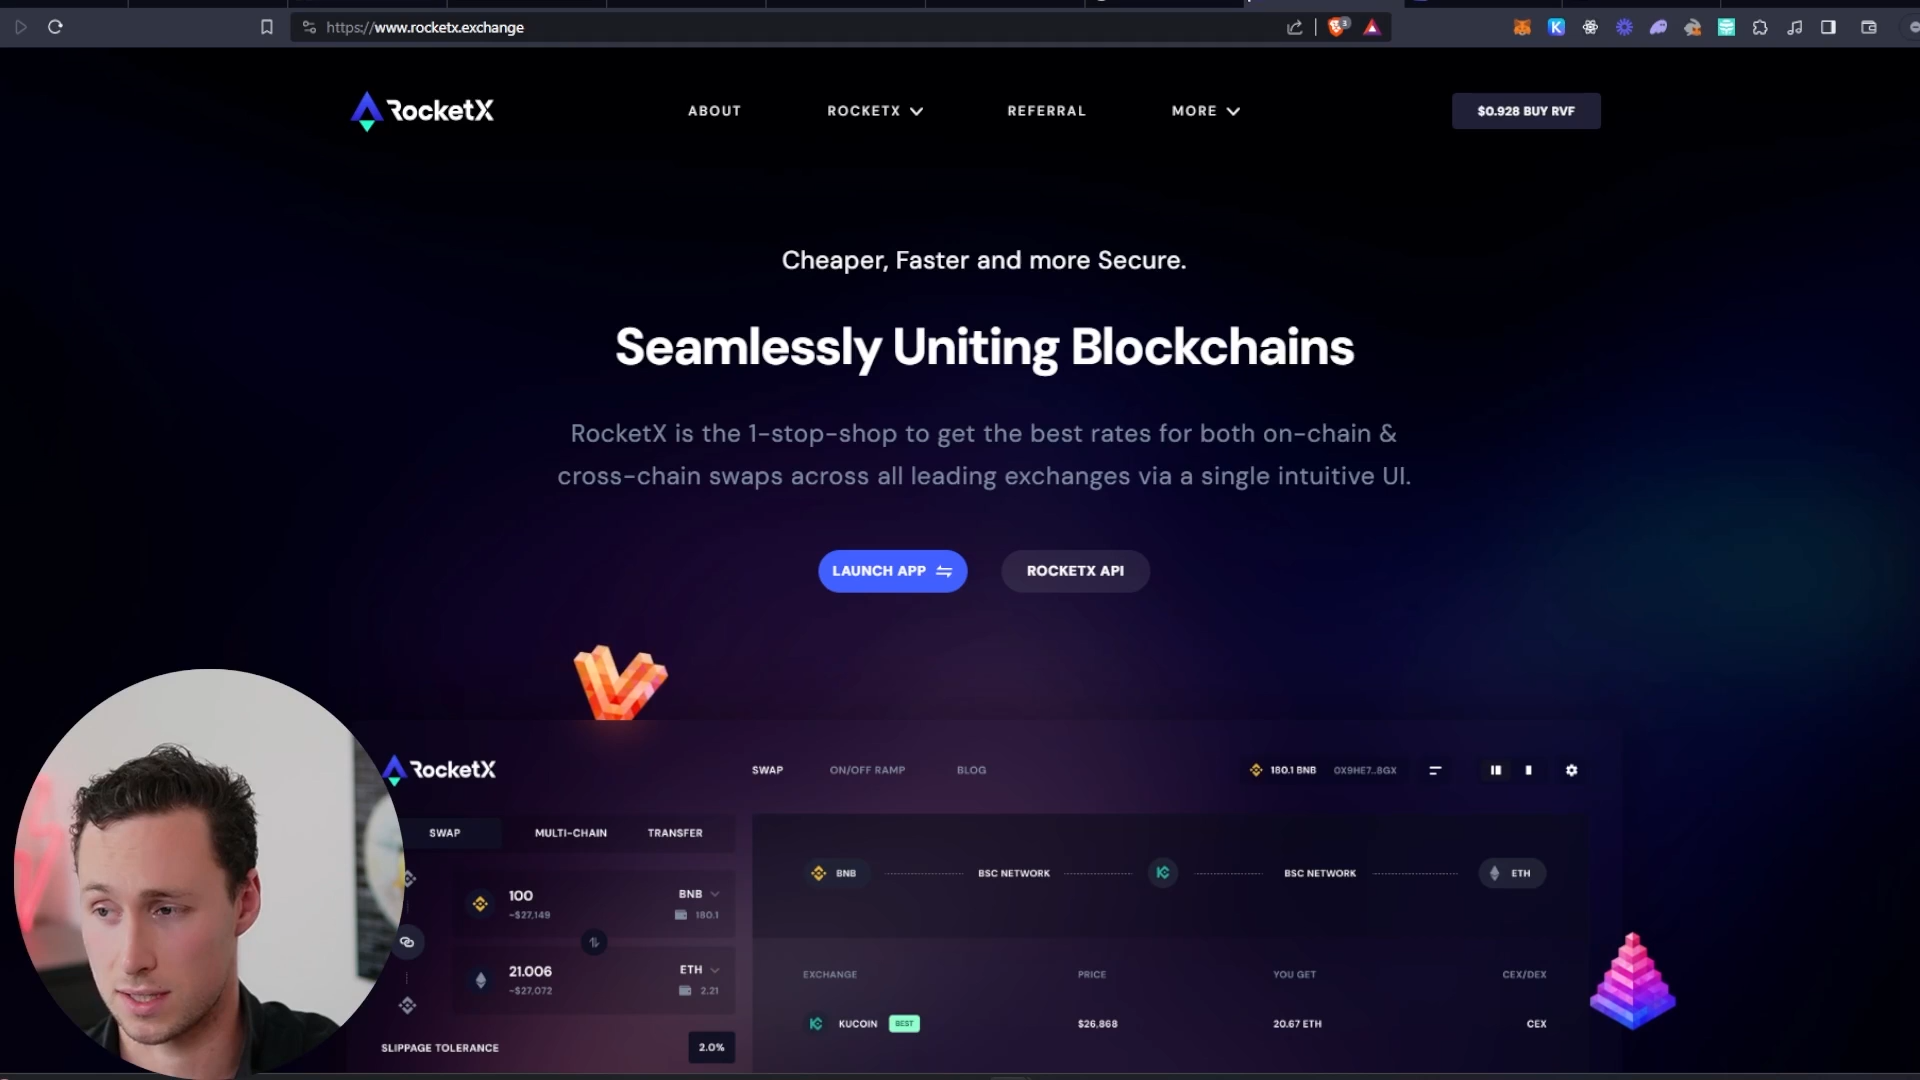 https://www.rocketx.exchange
3
K
RocketX
ABOUT
ROCKETX
REFERRAL
MORE
$0.928 BUY RVF
Cheaper, Faster and more Secure.
Seamlessly Uniting Blockchains
RocketX is the 1-stop-shop to get the best rates for both on-chain &
cross-chain swaps across all leading exchanges via a single intuitive UI.
LAUNCH APP
ROCKETX API
RocketX
SWAP
ON/OFF RAMP
BLOG
180.1 BNB
0X9HE7..8GX
SWAP
MULTI-CHAIN
TRANSFER
100
~$27,149
BNB
180.1
21.006
~$27,072
ETH
2.21
SLIPPAGE TOLERANCE
2.0%
BNB
BSC NETWORK
BSC NETWORK
ETH
EXCHANGE
PRICE
YOU GET
CEX/DEX
KUCOIN
BEST
$26,868
20.67 ETH
CEX